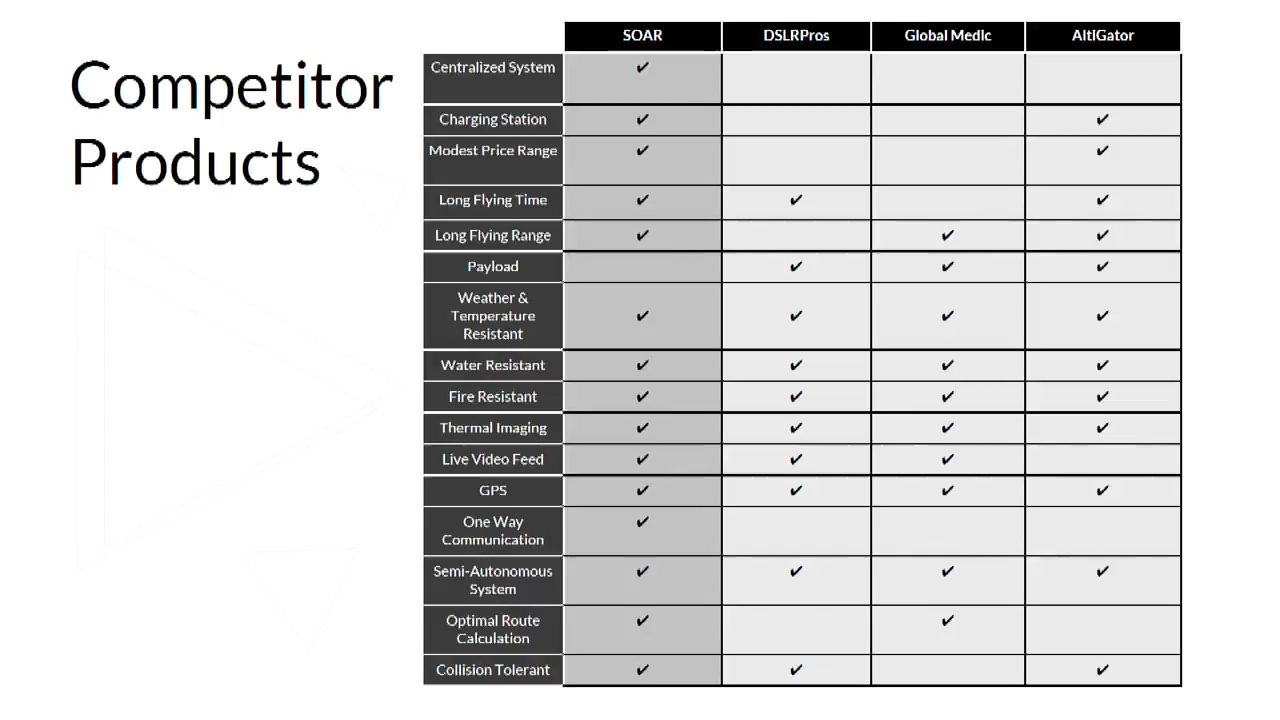 Competitor
Products
SOAR DSLRPros Global Medic AltiGator
Centralized System ✔
Charging Station ✔ ✔
Modest Price Range ✔ ✔
Long Flying Time ✔ ✔ ✔
Long Flying Range ✔ ✔ ✔
Payload ✔ ✔ ✔
Weather &
Temperature
Resistant ✔ ✔ ✔ ✔
Water Resistant ✔ ✔ ✔ ✔
Fire Resistant ✔ ✔ ✔ ✔
Thermal Imaging ✔ ✔ ✔ ✔
Live Video Feed ✔ ✔ ✔
GPS ✔ ✔ ✔ ✔
One Way ✔
Communication
Semi-Autonomous ✔ ✔ ✔ ✔
System
Optimal Route ✔ ✔
Calculation
Collision Tolerant ✔ ✔ ✔